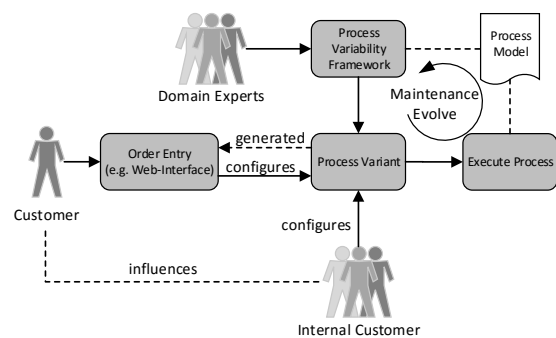 Process
Variability
Framework
Process
Model
Domain Experts
Maintenance
Evolve
generated
Order Entry
(e.g. Web-Interface)
configures
Process Variant
Execute Process
Customer
configures
influences
Internal Customer